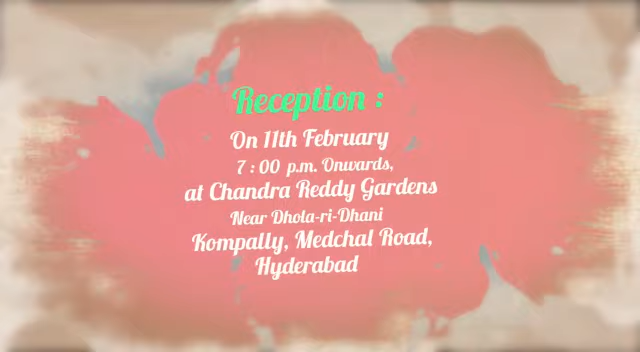 Reception :
On 11th February
7 : 00 p.m. Onwards,
at Chandra Reddy Gardens
Near Dhola-ri-Dhani
Kompally, Medchal Road,
Hyderabad